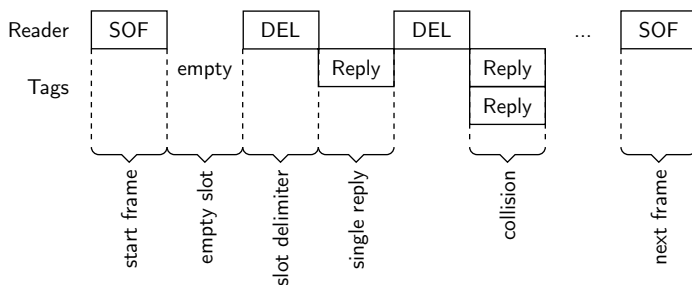 Reader SOF DEL DEL ... SOF
Tags empty Reply Reply
Reply
start frame
empty slot
slot delimiter
single reply
collision
next frame